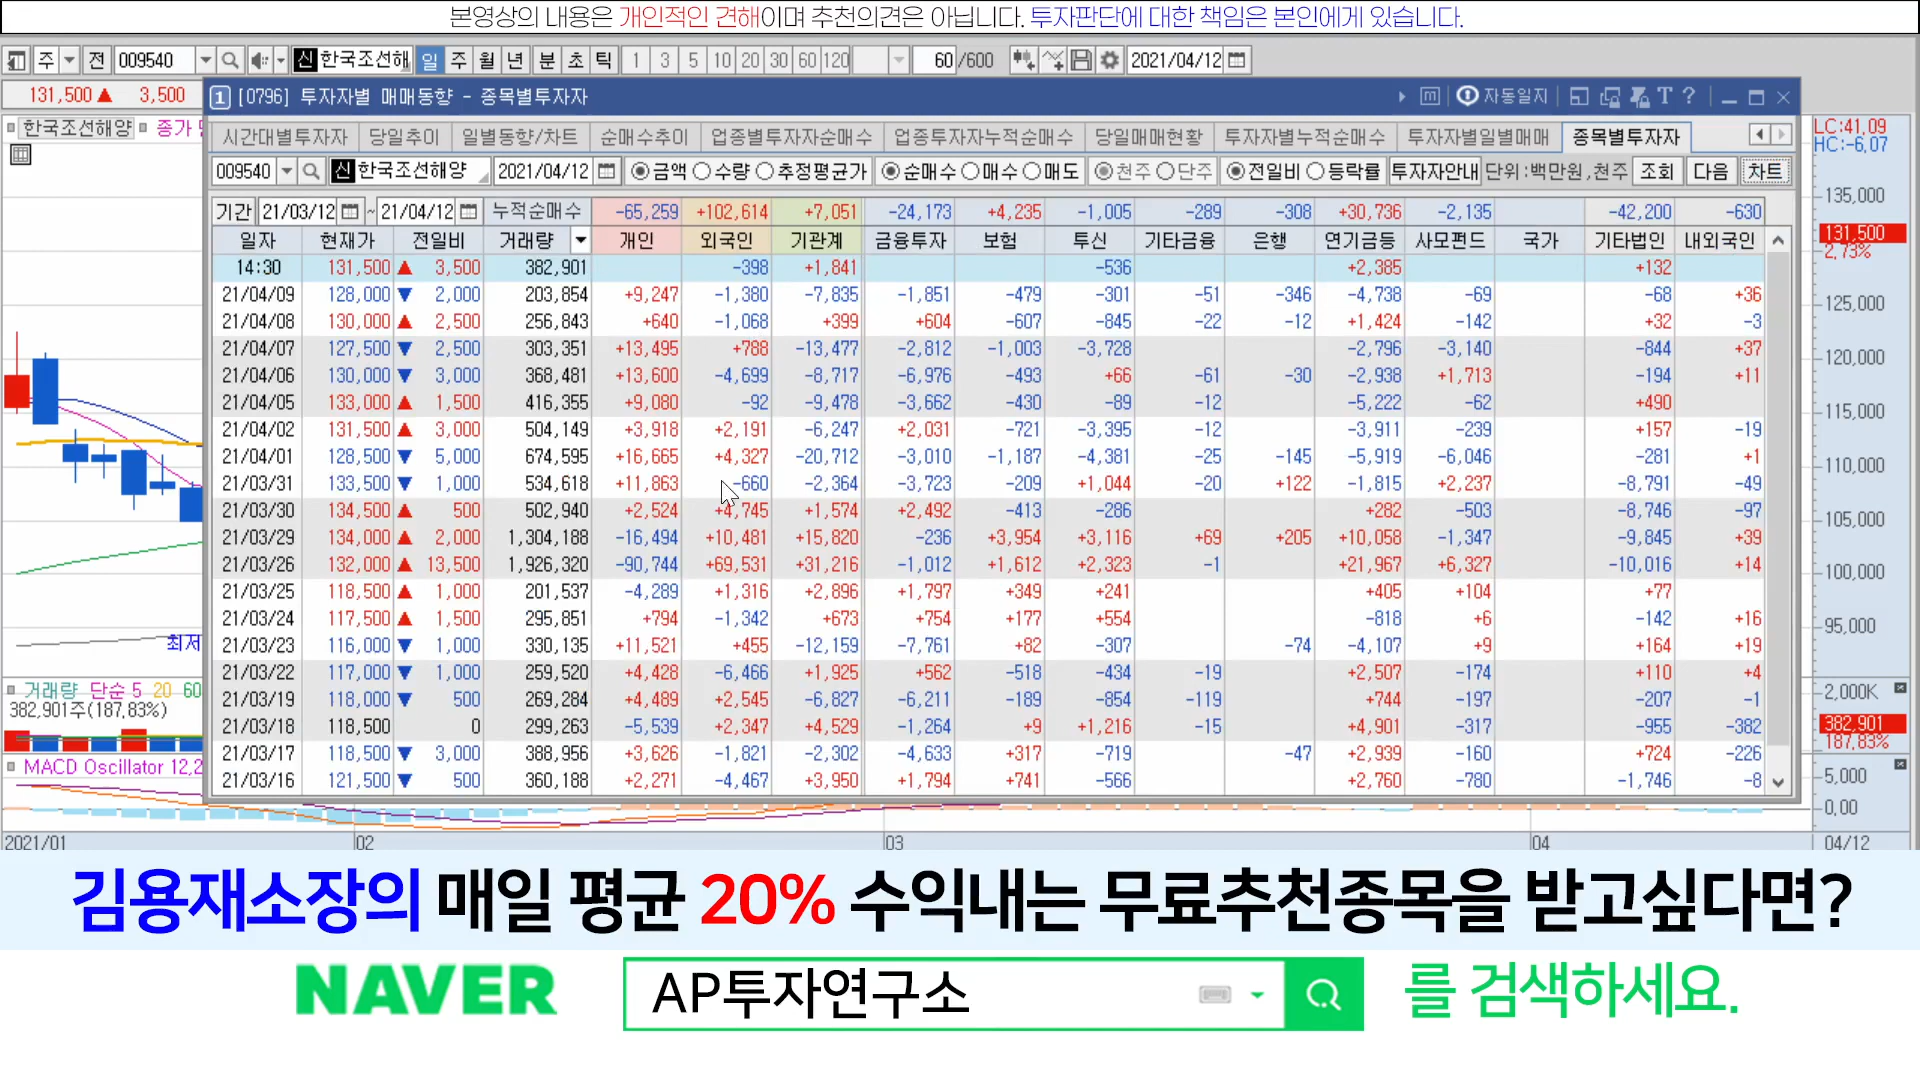 본영상의 내용은 개인적인 견해이며 추천의견은 아닙니다. 투자판단에 대한 책임은 본인에게 있습니다.
주 전 009540 신 한국조선해 일 주 월 년 분 초 틱 1 3 5 10 20 30 60 120 60 /600 2021/04/12
131,500 ▲ 3,500
1 [0796] 투자자별 매매동향 - 종목별투자자 자동일지 T ?
시간대별투자자 당일추이 일별동향/차트 순매수추이 업종별투자자순매수 업종투자자누적순매수 당일매매현황 투자자별누적순매수 투자자별일별매매 종목별투자자
009540 신 한국조선해양 2021/04/12 금액 수량 추정평균가 순매수 매수 매도 천주 단주 전일비 등락률 투자자안내 단위:백만원,천주 조회 다음 차트
기간 21/03/12 ~ 21/04/12 누적순매수 -65,259 +102,614 +7,051 -24,173 +4,235 -1,005 -289 -308 +30,736 -2,135 -42,200 -630
일자 현재가 전일비 거래량 개인 외국인 기관계 금융투자 보험 투신 기타금융 은행 연기금등 사모펀드 국가 기타법인 내외국인
14:30 131,500 ▲ 3,500 382,901 -398 +1,841 -536 +2,385 +132
21/04/09 128,000 ▼ 2,000 203,854 +9,247 -1,380 -7,835 -1,851 -479 -301 -51 -346 -4,738 -69 -68 +36
21/04/08 130,000 ▲ 2,500 256,843 +640 -1,068 +399 +604 -607 -845 -22 -12 +1,424 -142 +32 -3
21/04/07 127,500 ▼ 2,500 303,351 +13,495 +788 -13,477 -2,812 -1,003 -3,728 -2,796 -3,140 -844 +37
21/04/06 130,000 ▼ 3,000 368,481 +13,600 -4,699 -8,717 -6,976 -493 +66 -61 -30 -2,938 +1,713 -194 +11
21/04/05 133,000 ▲ 1,500 416,355 +9,080 -92 -9,478 -3,662 -430 -89 -12 -5,222 -62 +490
21/04/02 131,500 ▲ 3,000 504,149 +3,918 +2,191 -6,247 +2,031 -721 -3,395 -12 -3,911 -239 +157 -19
21/04/01 128,500 ▼ 5,000 674,595 +16,665 +4,327 -20,712 -3,010 -1,187 -4,381 -25 -145 -5,919 -6,046 -281 +1
21/03/31 133,500 ▼ 1,000 534,618 +11,863 -660 -2,364 -3,723 -209 +1,044 -20 +122 -1,815 +2,237 -8,791 -49
21/03/30 134,500 ▲ 500 502,940 +2,524 +4,745 +1,574 +2,492 -413 -286 +282 -503 -8,746 -97
21/03/29 134,000 ▲ 2,000 1,304,188 -16,494 +10,481 +15,820 -236 +3,954 +3,116 +69 +205 +10,058 -1,347 -9,845 +39
21/03/26 132,000 ▲ 13,500 1,926,320 -90,744 +69,531 +31,216 -1,012 +1,612 +2,323 -1 +21,967 +6,327 -10,016 +14
21/03/25 118,500 ▲ 1,000 201,537 -4,289 +1,316 +2,896 +1,797 +349 +241 +405 +104 +77
21/03/24 117,500 ▲ 1,500 295,851 +794 -1,342 +673 +754 +177 +554 -818 +6 -142 +16
21/03/23 116,000 ▼ 1,000 330,135 +11,521 +455 -12,159 -7,761 +82 -307 -74 -4,107 +9 +164 +19
21/03/22 117,000 ▼ 1,000 259,520 +4,428 -6,466 +1,925 +562 -518 -434 -19 +2,507 -174 +110 +4
21/03/19 118,000 ▼ 500 269,284 +4,489 +2,545 -6,827 -6,211 -189 -854 -119 +744 -197 -207 -1
21/03/18 118,500 0 299,263 -5,539 +2,347 +4,529 -1,264 +9 +1,216 -15 +4,901 -317 -955 -382
21/03/17 118,500 ▼ 3,000 388,956 +3,626 -1,821 -2,302 -4,633 +317 -719 -47 +2,939 -160 +724 -226
21/03/16 121,500 ▼ 500 360,188 +2,271 -4,467 +3,950 +1,794 +741 -566 +2,760 -780 -1,746 -8
한국조선해양 종가
최저
거래량 단순 5 20 60
382,901주(187.83%)
MACD Oscillator 12,2
LC:41.09
HC:-6.07
135,000
131,500
2.73%
125,000
120,000
115,000
110,000
105,000
100,000
95,000
2,000K
382,901
187.83%
5,000
0.00
2021/01 02 03 04 04/12
김용재소장의 매일 평균 20% 수익내는 무료추천종목을 받고싶다면?
NAVER AP투자연구소 를 검색하세요.